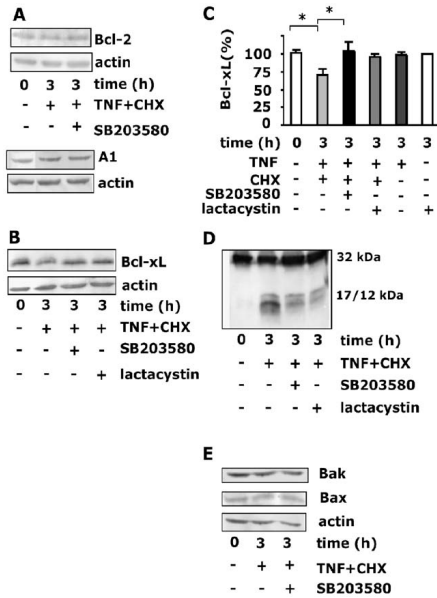 A
Bcl-2
actin
0 3 3 time (h)
- + + TNF+CHX
- - + SB203580
A1
actin
B
Bcl-xL
actin
0 3 3 3 time (h)
- + + + TNF+CHX
- - + - SB203580
- - - + lactacystin
C
Bcl-xL(%)
* *
100
75
50
25
0
time (h) 0 3 3 3 3 3 3
TNF - + + + + - -
CHX - + + + - - -
SB203580 - - + - - - -
lactacystin - - - + - - +
D
32 kDa
17/12 kDa
0 3 3 3 time (h)
- + + + TNF+CHX
- - + - SB203580
- - - + lactacystin
E
Bak
Bax
actin
0 3 3 time (h)
- + + TNF+CHX
- - + SB203580